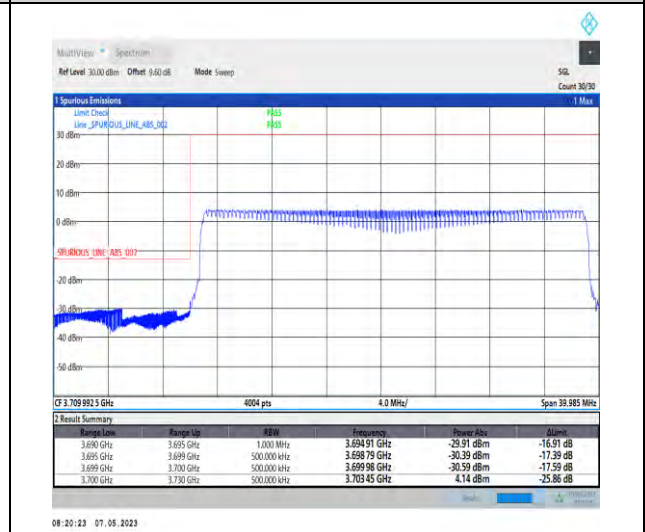 MultiView Spectrum
Ref Level 30.00 dBm Offset 9.60 dB Mode Sweep SGL
Count 30/30
1 Spurious Emissions 1 Max
Limit Check PASS
Line _SPURIOUS_LINE_ABS_002 PASS
30 dBm
20 dBm
10 dBm
0 dBm
_SPURIOUS_LINE_ABS_002
-20 dBm
-30 dBm
-40 dBm
-50 dBm
CF 3.709 992 5 GHz 4004 pts 4.0 MHz/ Span 39.985 MHz
2 Result Summary
Range Low Range Up RBW Frequency Power Abs ΔLimit
3.690 GHz 3.695 GHz 1.000 MHz 3.694 91 GHz -29.91 dBm -16.91 dB
3.695 GHz 3.699 GHz 500.000 kHz 3.698 79 GHz -30.39 dBm -17.39 dB
3.699 GHz 3.700 GHz 500.000 kHz 3.699 98 GHz -30.59 dBm -17.59 dB
3.700 GHz 3.730 GHz 500.000 kHz 3.703 45 GHz 4.14 dBm -25.86 dB
08:20:23 07.05.2023